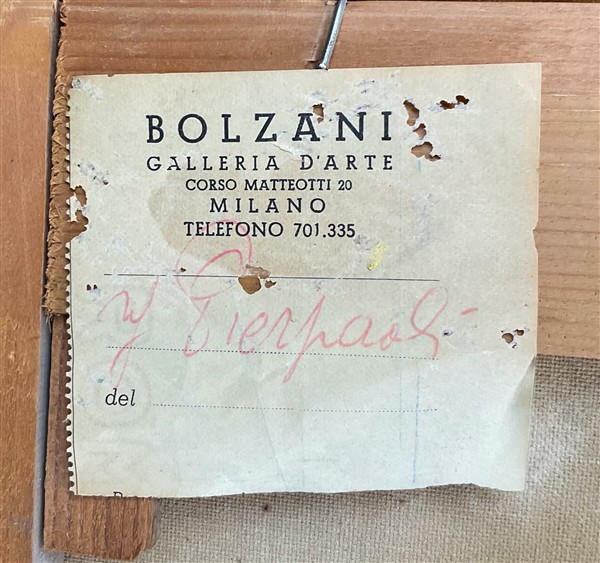 BOLZANI
GALLERIA D'ARTE
CORSO MATTEOTTI 20
MILANO
TELEFONO 701.335
Pierpaoli
del